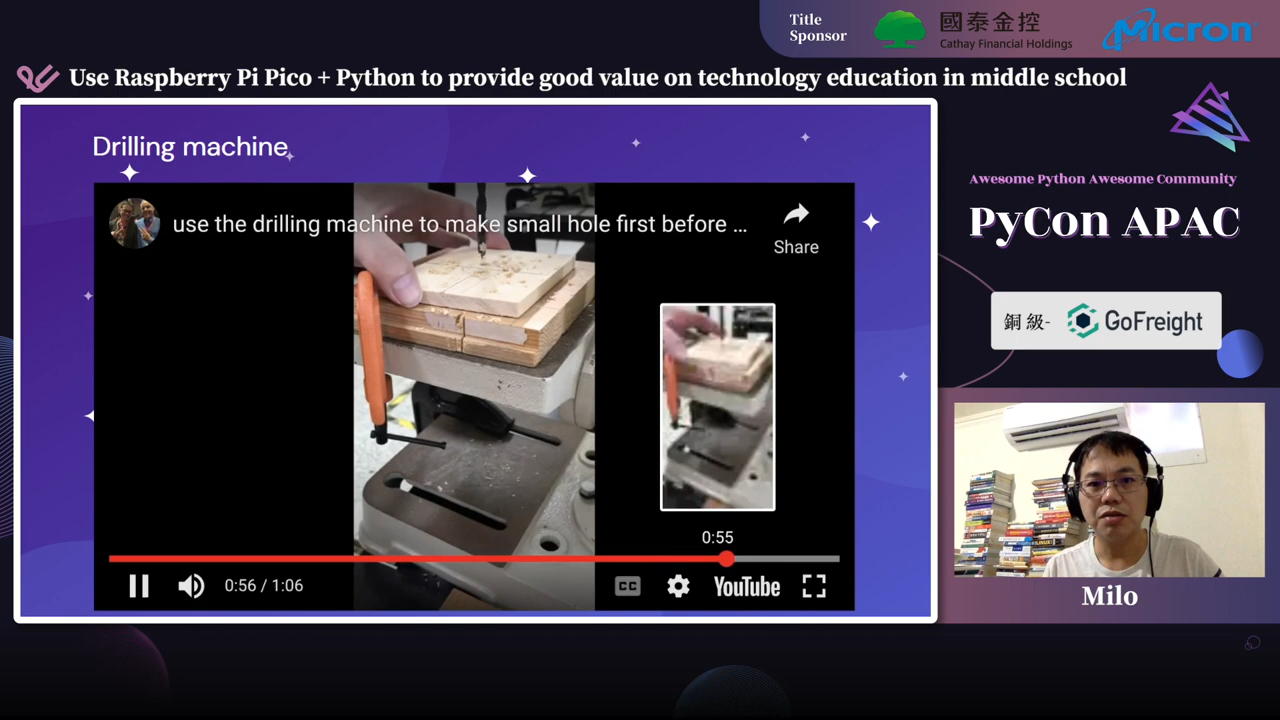 Title
Sponsor
國泰金控
Cathay Financial Holdings
Micron
Use Raspberry Pi Pico + Python to provide good value on technology education in middle school
Drilling machine
use the drilling machine to make small hole first before ...
Share
0:55
0:56 / 1:06
CC
YouTube
Awesome Python Awesome Community
PyCon APAC
銅級-
GoFreight
Milo